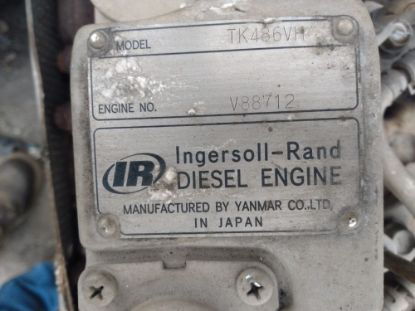 MODEL TK486VH
ENGINE NO. V88712
IR Ingersoll-Rand
DIESEL ENGINE
MANUFACTURED BY YANMAR CO.,LTD.
IN JAPAN